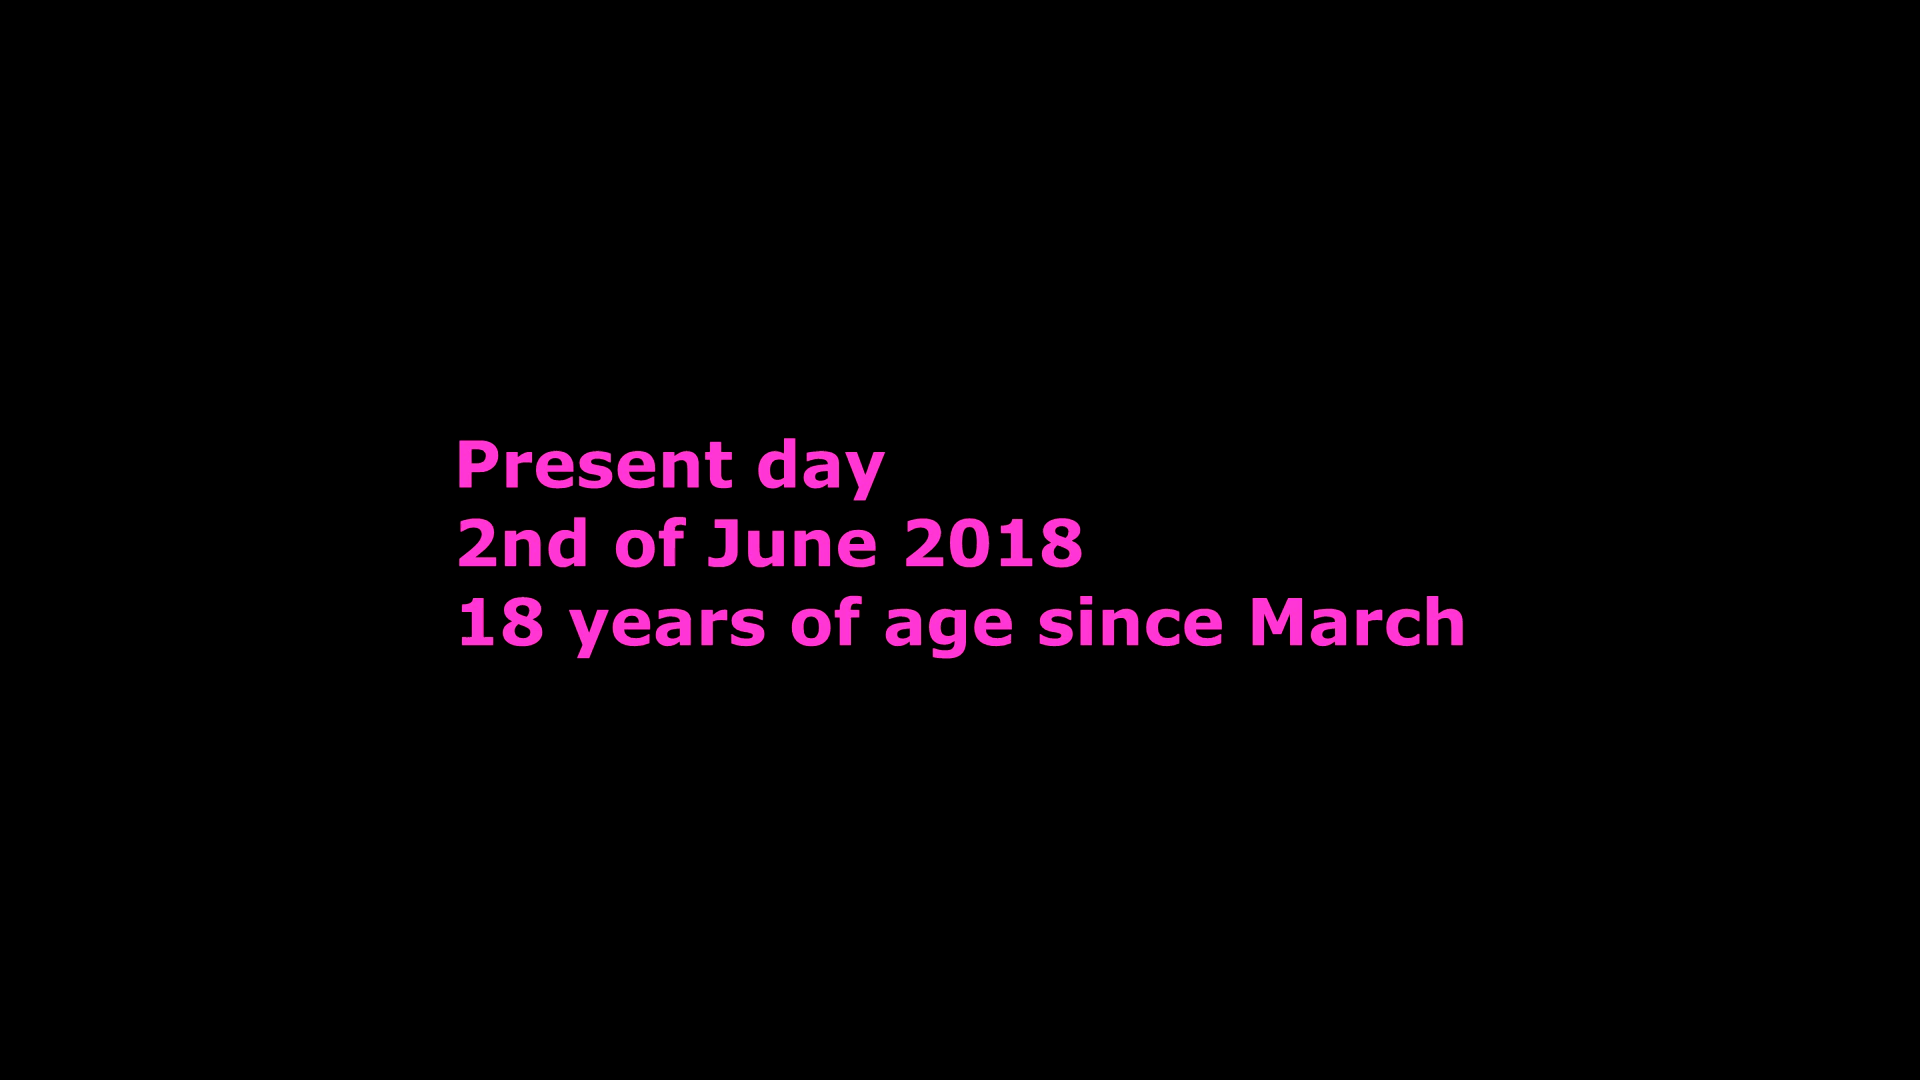 Present day
2nd of June 2018
18 years of age since March